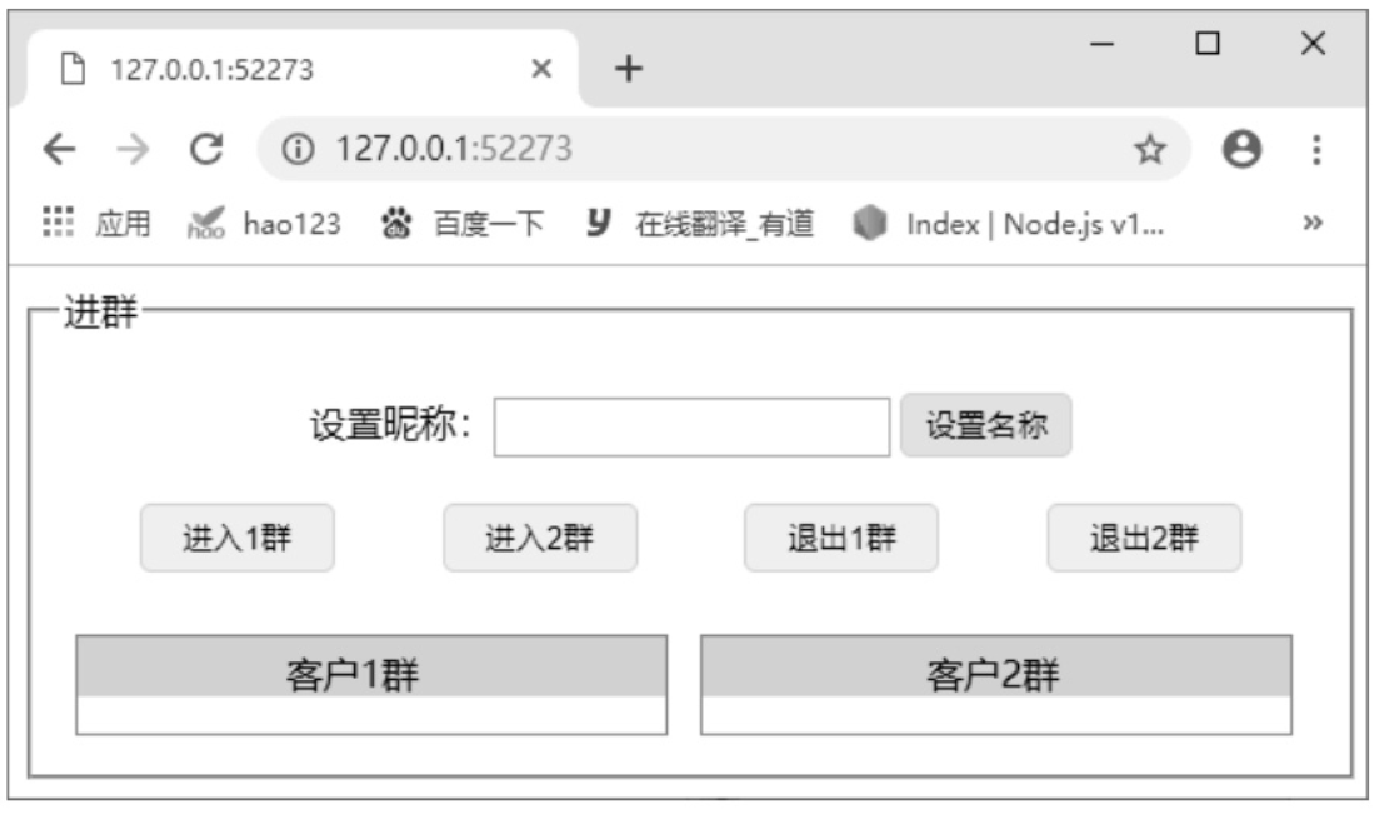 127.0.0.1:52273
127.0.0.1:52273
应用 hao123 百度一下 y 在线翻译_有道 Index | Node.js v1... »
进群
设置昵称： 设置名称
进入1群 进入2群 退出1群 退出2群
客户1群 客户2群